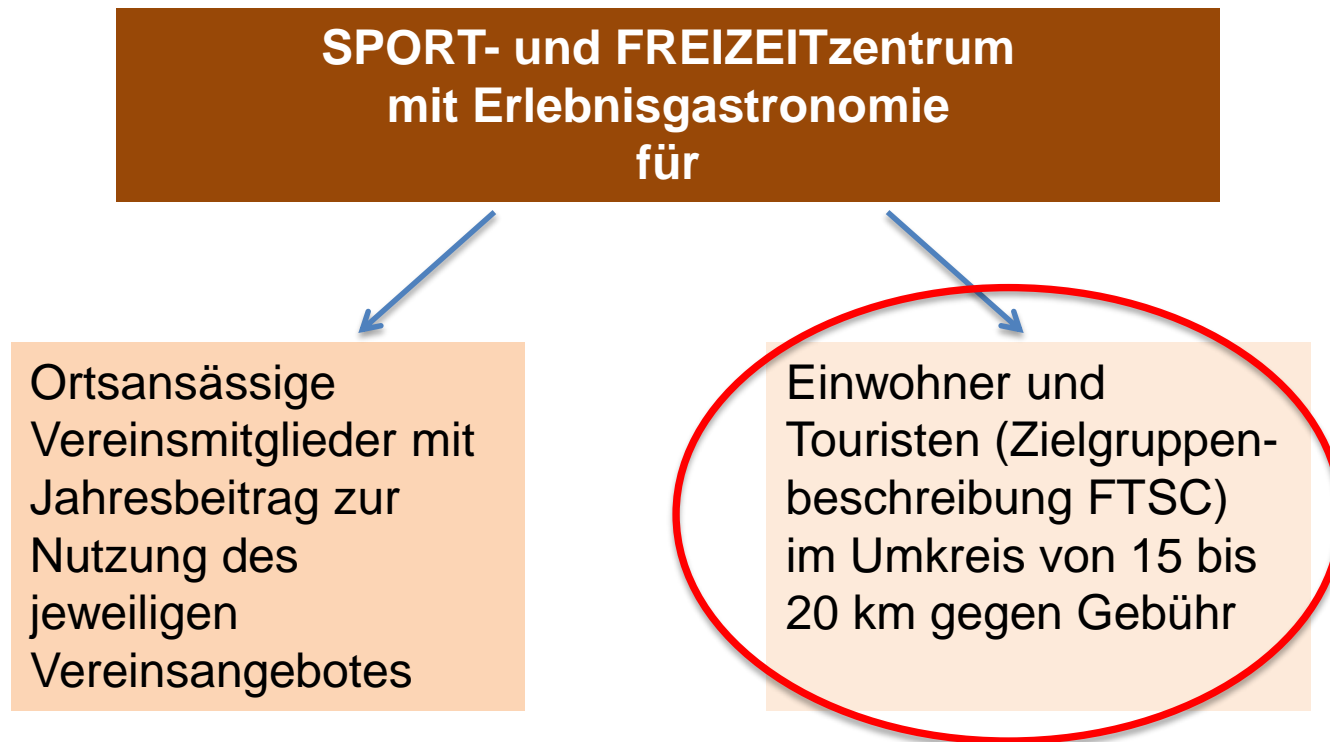 SPORT- und FREIZEITzentrum
mit Erlebnisgastronomie
für
Ortsansässige
Vereinsmitglieder mit
Jahresbeitrag zur
Nutzung des
jeweiligen
Vereinsangebotes
Einwohner und
Touristen (Zielgruppen-
beschreibung FTSC)
im Umkreis von 15 bis
20 km gegen Gebühr